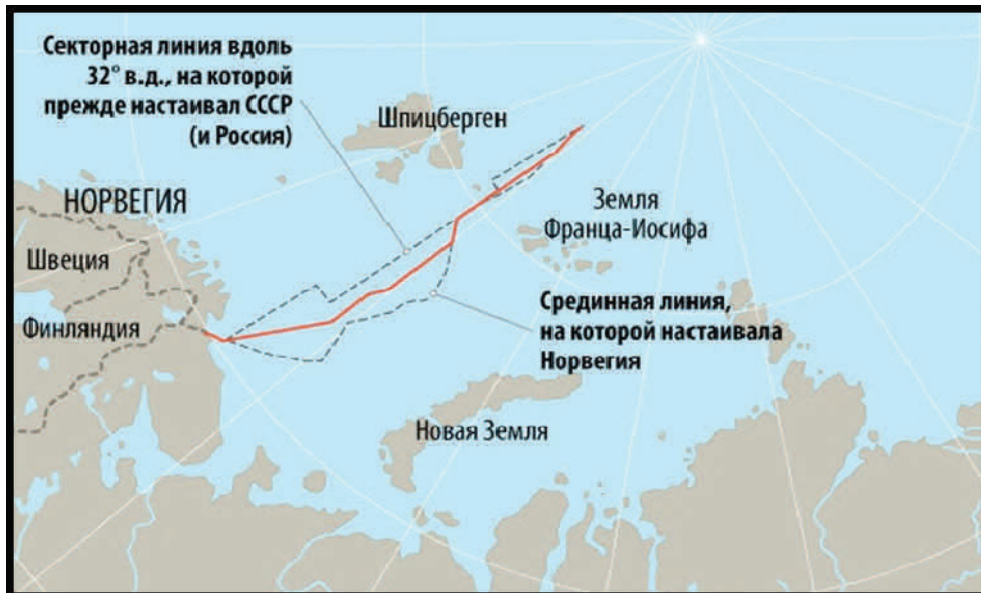 Секторная линия вдоль
32° в.д., на которой
прежде настаивал СССР
(и Россия)
Шпицберген
НОРВЕГИЯ
Швеция
Финляндия
Земля
Франца-Иосифа
Срединная линия,
на которой настаивала
Норвегия
Новая Земля